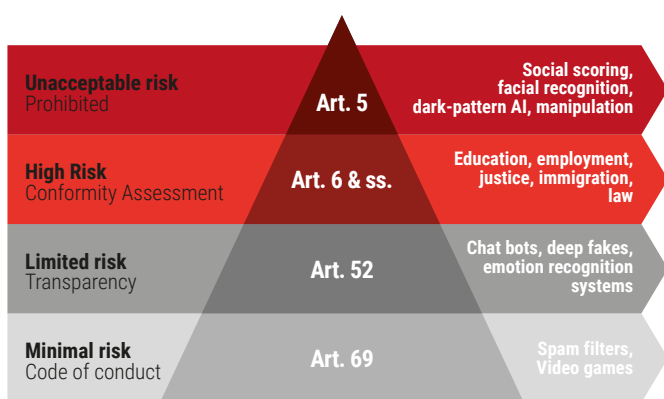 Unacceptable risk
Prohibited
Art. 5
Social scoring,
facial recognition,
dark-pattern AI, manipulation
High Risk
Conformity Assessment
Art. 6 & ss.
Education, employment,
justice, immigration,
law
Limited risk
Transparency
Art. 52
Chat bots, deep fakes,
emotion recognition
systems
Minimal risk
Code of conduct
Art. 69
Spam filters,
Video games